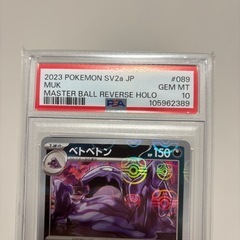 2023 POKEMON SV2a JP #089
MUK GEM MT
MASTER BALL REVERSE HOLO 10
PSA 105962389
ベトベトン HP 150